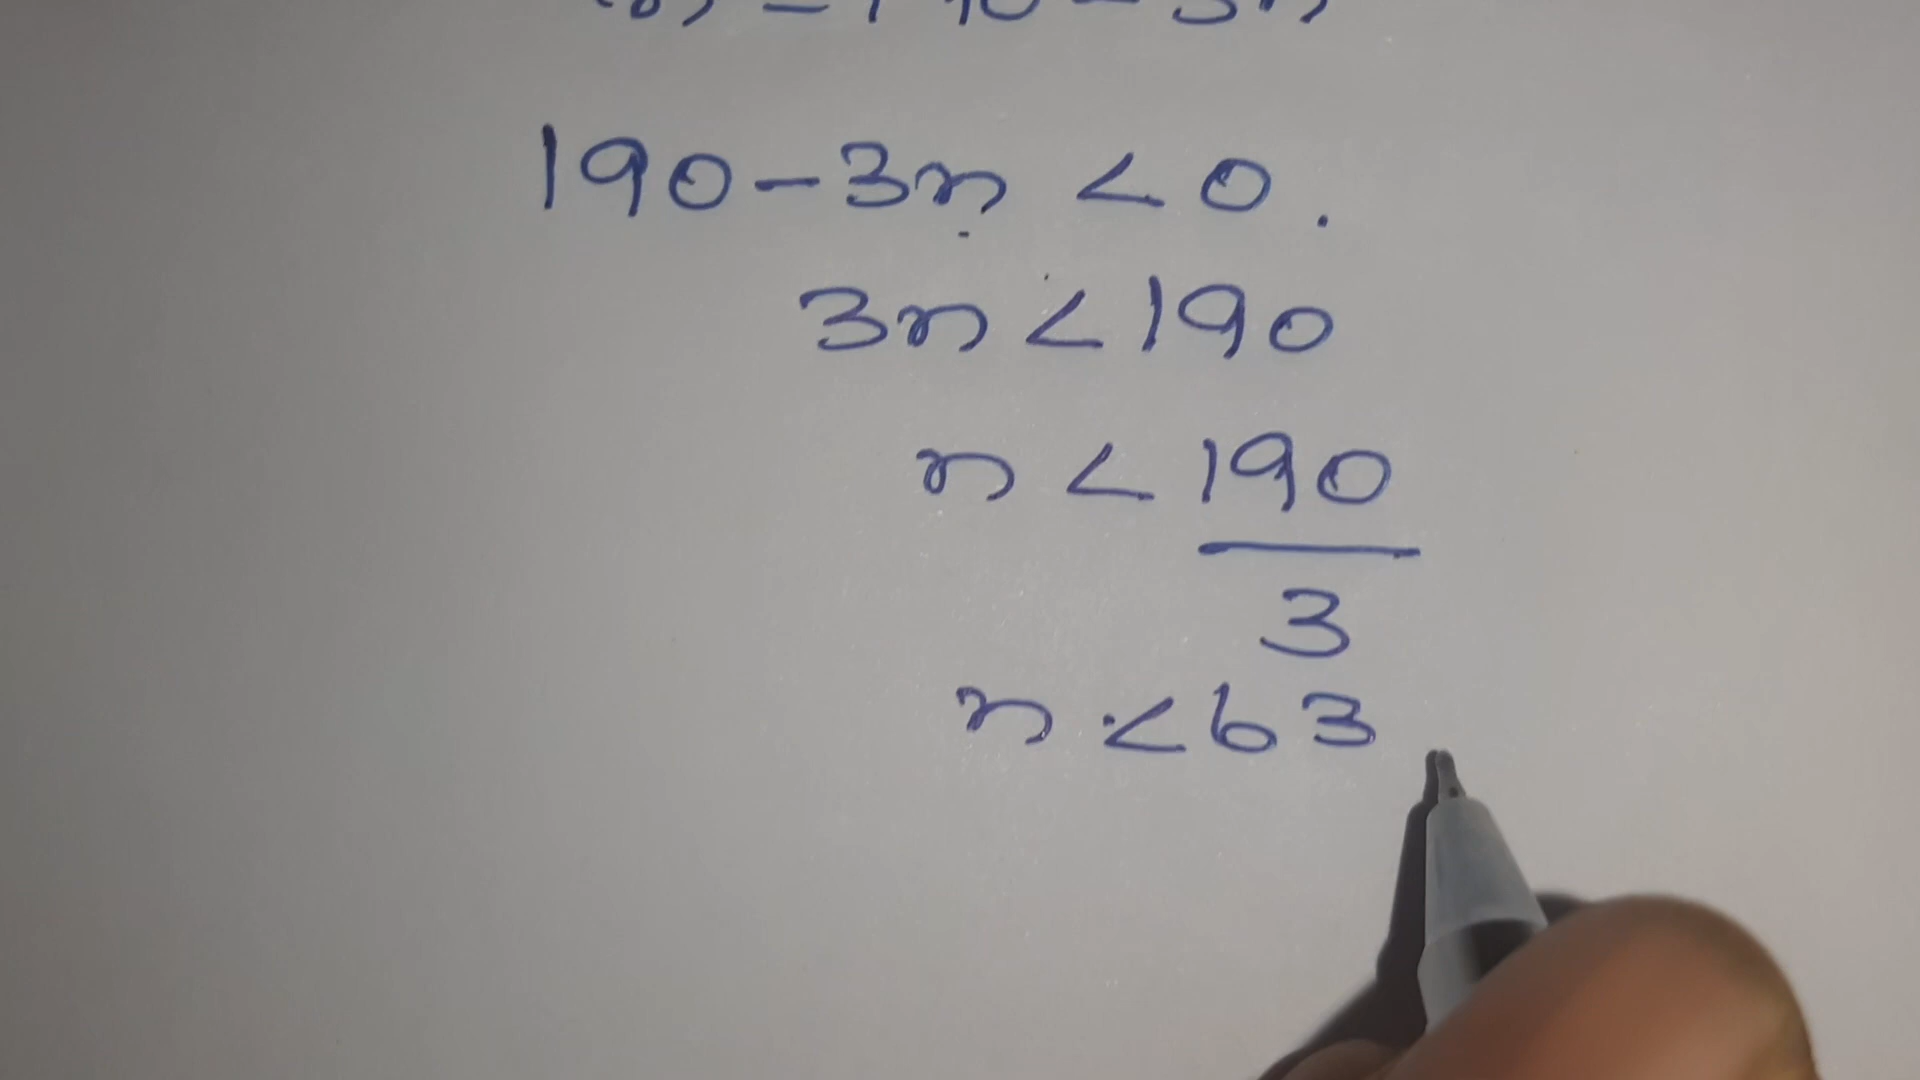 190 - 3n < 0.
3n < 190
n < 190
3
n < 63